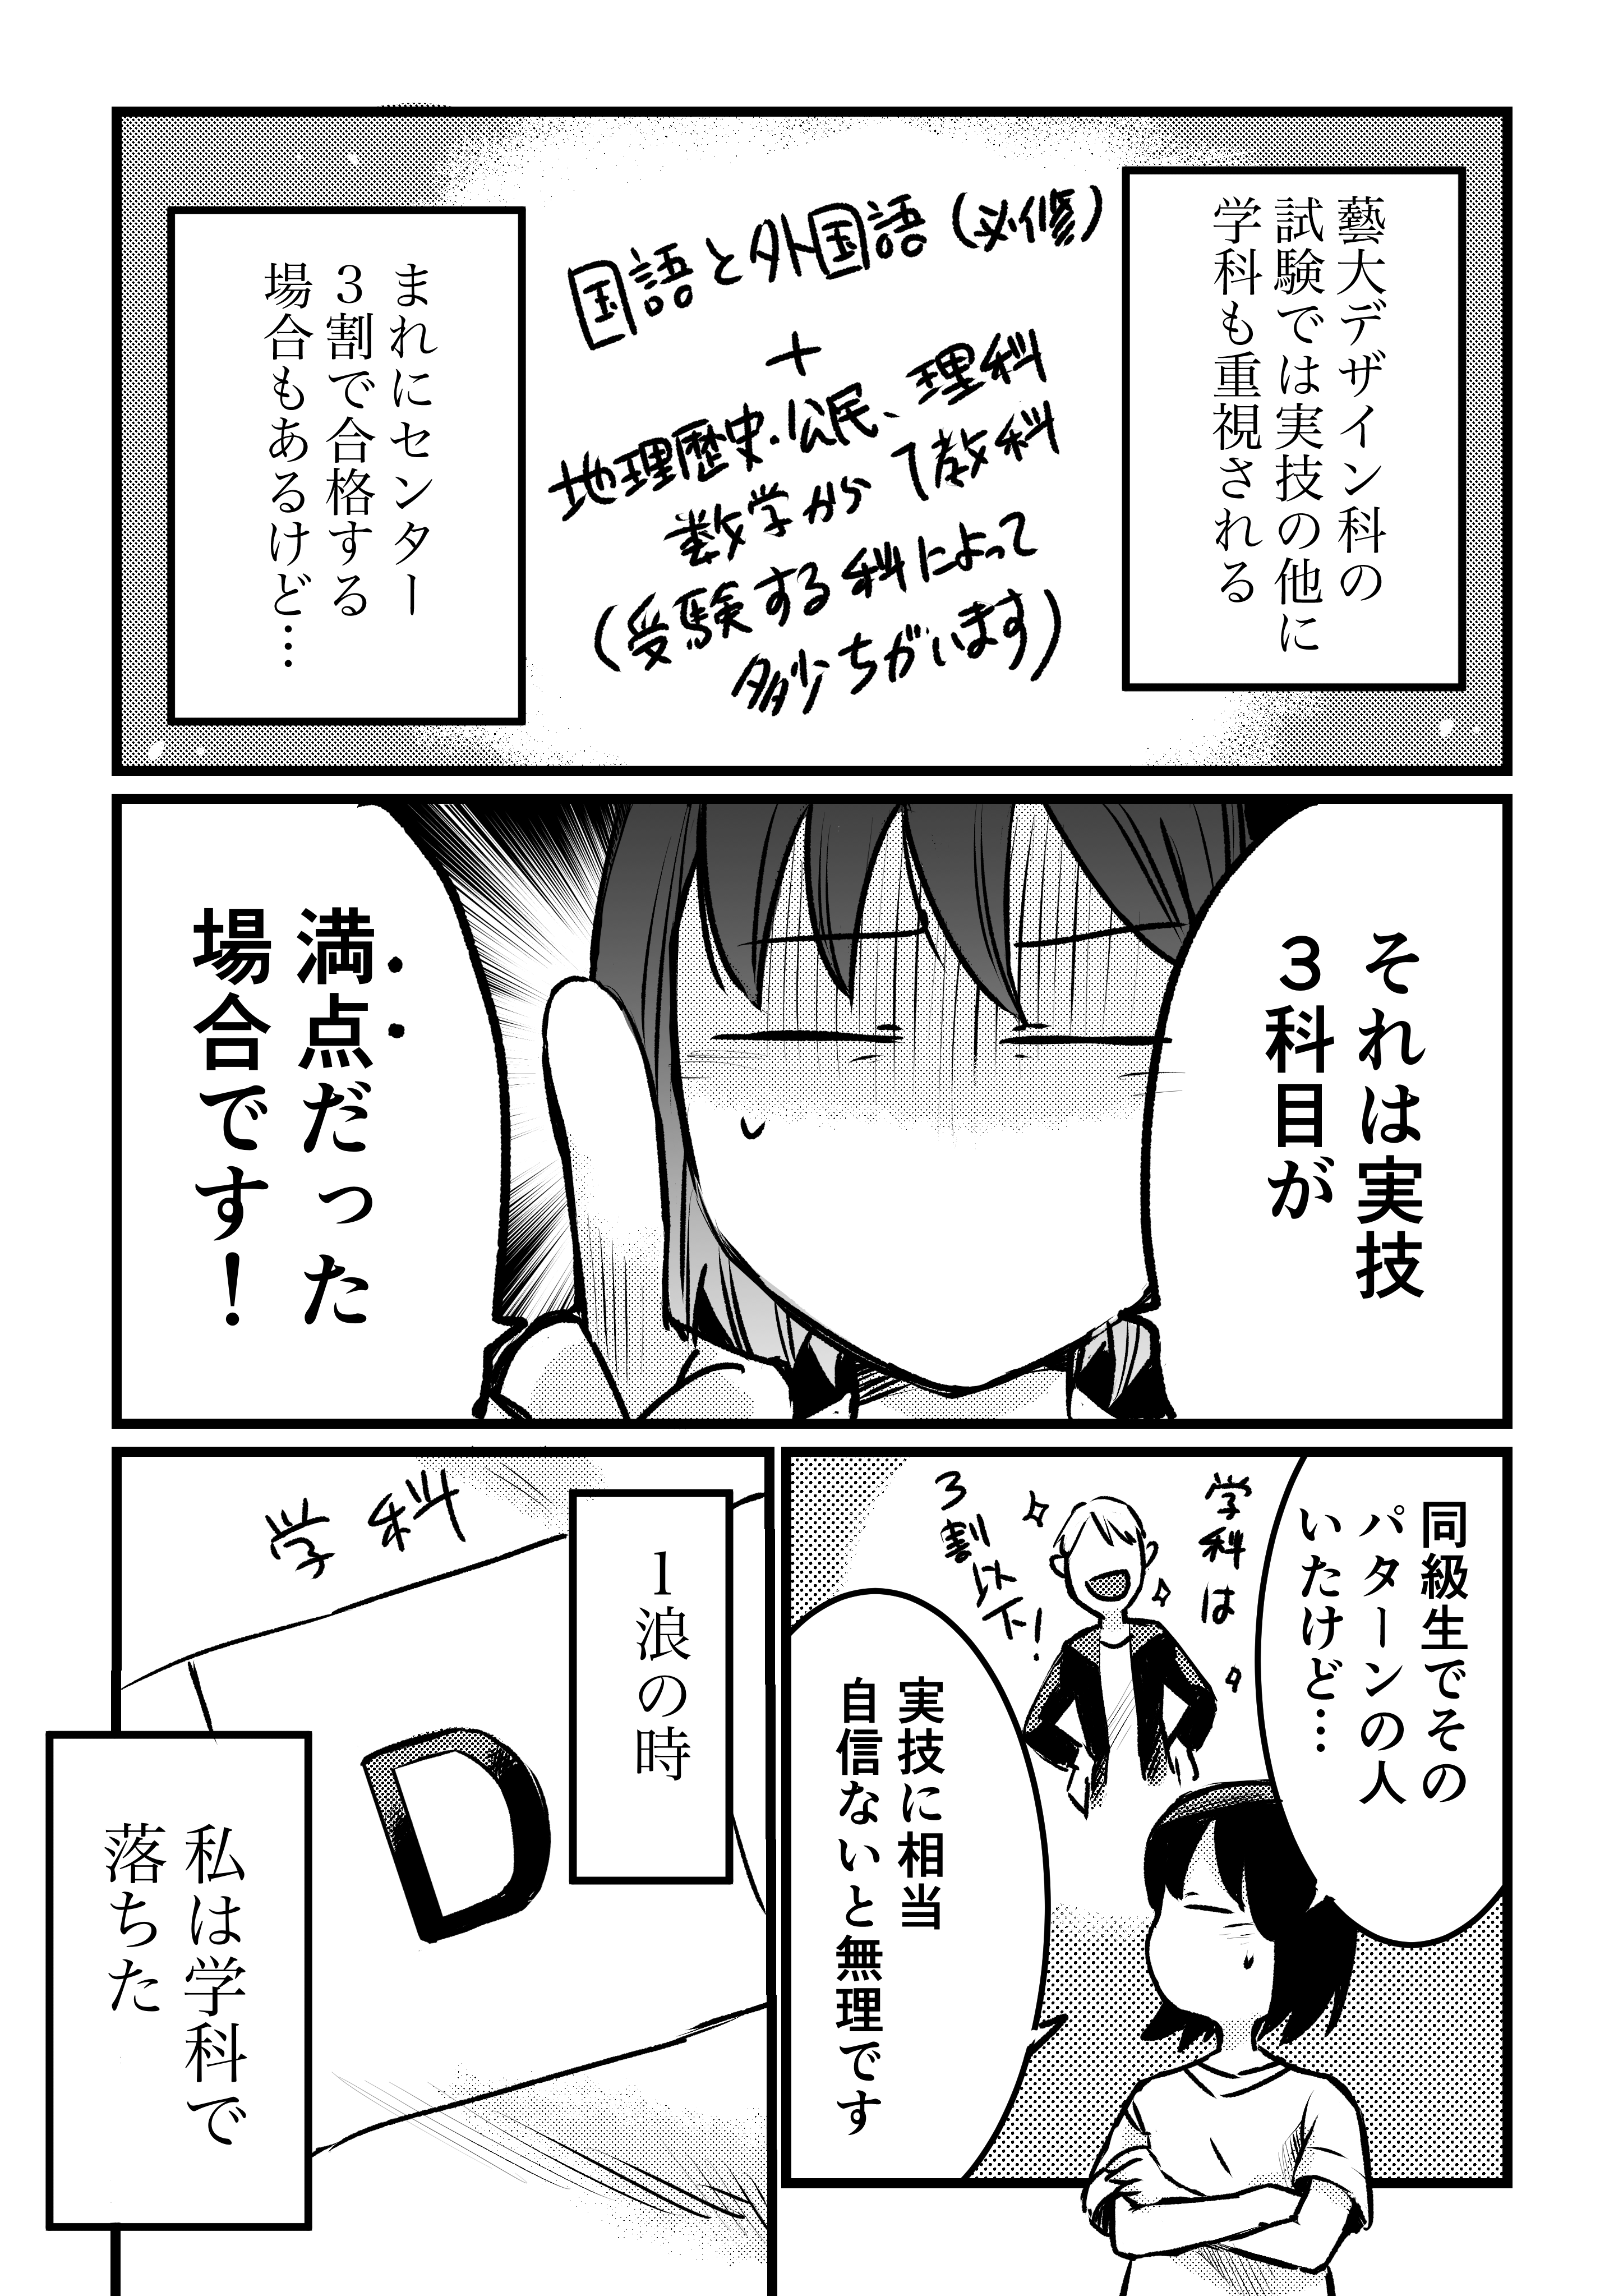 藝大デザイン科の
試験では実技の他に
学科も重視される
国語と外国語(必修)
+
地理歴史・公民、理科
数学から1教科
(受験する科によって
多少ちがいます)
まれにセンター
３割で合格する
場合もあるけど…
それは実技
３科目が
満点だった
場合です！
同級生でその
パターンの人
いたけど…
学科は
3割以下!
実技に相当
自信ないと無理です
1浪の時
学科
D
私は学科で
落ちた